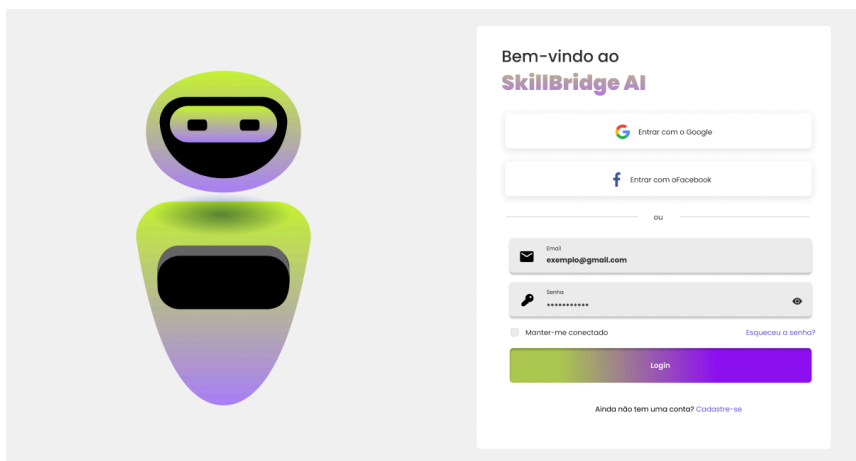 Bem-vindo ao
SkillBridge AI
Entrar com o Google
Entrar com oFacebook
ou
Email
exemplo@gmail.com
Senha
***********
Manter-me conectado
Esqueceu a senha?
Login
Ainda não tem uma conta? Cadastre-se